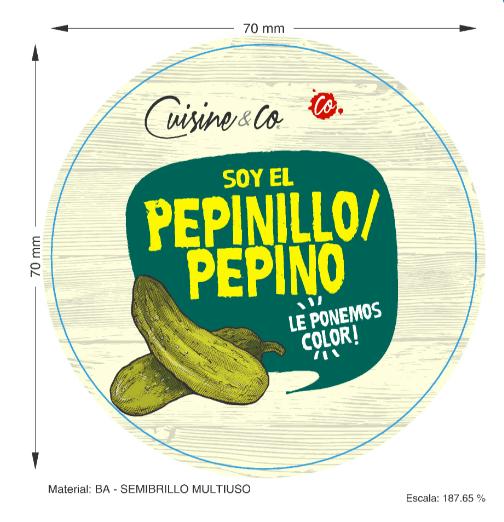 70 mm
70 mm
Cuisine & Co
Co.
SOY EL
PEPINILLO/
PEPINO
LE PONEMOS
COLOR!
Material: BA - SEMIBRILLO MULTIUSO
Escala: 187.65 %